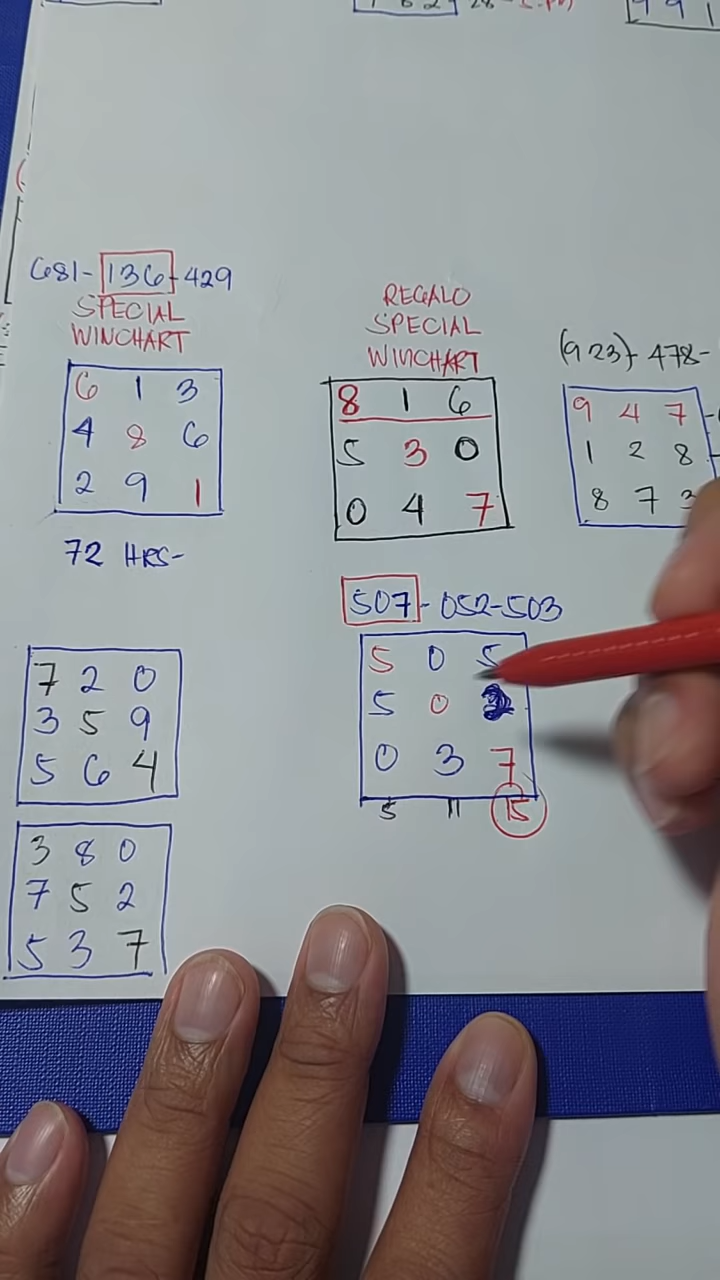 681-136-429
SPECIAL
WINCHART
6 1 3
4 8 6
2 9 1
72 HRS-
REGALO
SPECIAL
WINCHART
8 1 6
5 3 0
0 4 7
(923)-478-
9 4 7
1 2 8
8 7 3
507-052-503
5 0 5
5 0
0 3 7
5 11 15
7 2 0
3 5 9
5 6 4
3 8 0
7 5 2
5 3 7